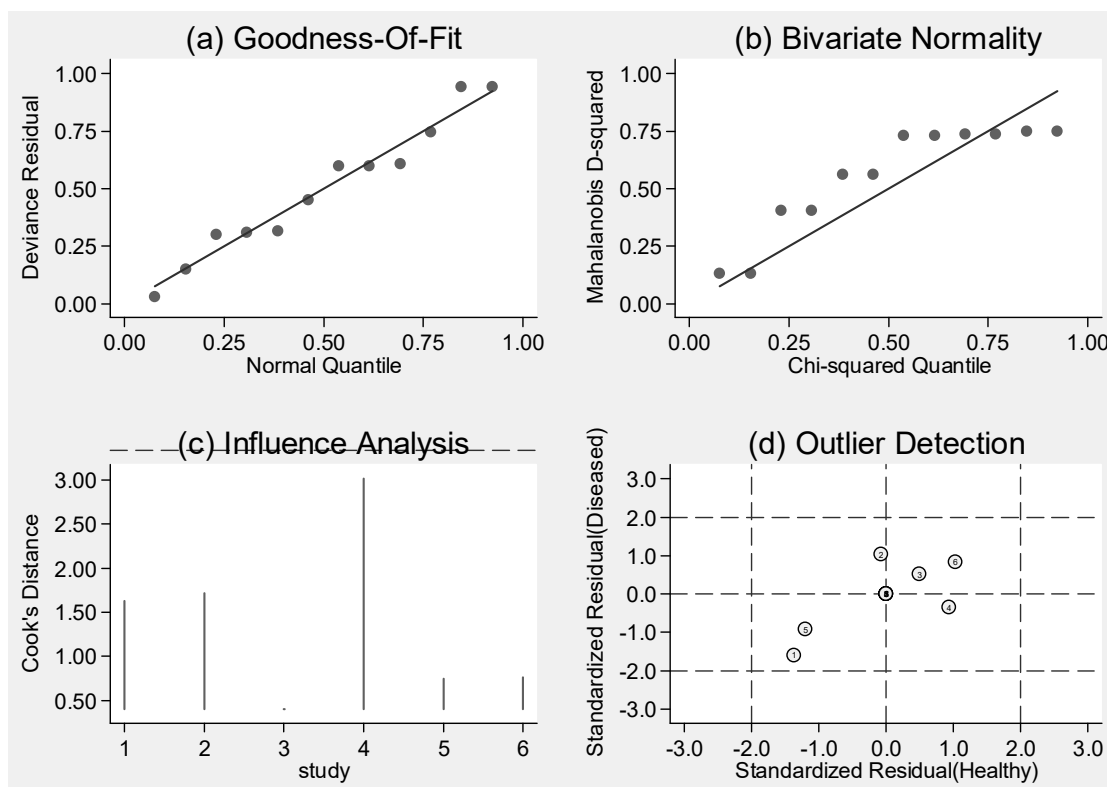 (a) Goodness-Of-Fit
Deviance Residual
1.00
0.75
0.50
0.25
0.00
0.00 0.25 0.50 0.75 1.00
Normal Quantile
(b) Bivariate Normality
Mahalanobis D-squared
1.00
0.75
0.50
0.25
0.00
0.00 0.25 0.50 0.75 1.00
Chi-squared Quantile
(c) Influence Analysis
Cook's Distance
3.00
2.50
2.00
1.50
1.00
0.50
1 2 3 4 5 6
study
(d) Outlier Detection
Standardized Residual(Diseased)
3.0
2.0
1.0
0.0
-1.0
-2.0
-3.0
2
6
3
4
5
1
-3.0 -2.0 -1.0 0.0 1.0 2.0 3.0
Standardized Residual(Healthy)